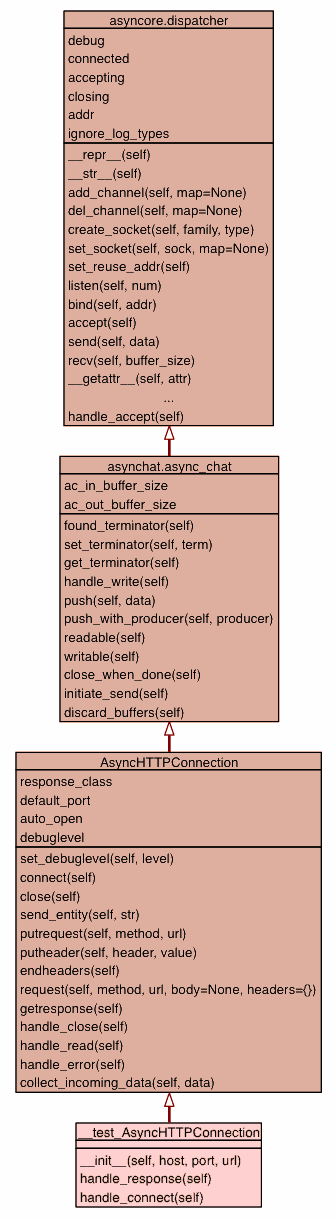 asyncore.dispatcher
debug
connected
accepting
closing
addr
ignore_log_types
__repr__(self)
__str__(self)
add_channel(self, map=None)
del_channel(self, map=None)
create_socket(self, family, type)
set_socket(self, sock, map=None)
set_reuse_addr(self)
listen(self, num)
bind(self, addr)
accept(self)
send(self, data)
recv(self, buffer_size)
__getattr__(self, attr)
...
handle_accept(self)
asynchat.async_chat
ac_in_buffer_size
ac_out_buffer_size
found_terminator(self)
set_terminator(self, term)
get_terminator(self)
handle_write(self)
push(self, data)
push_with_producer(self, producer)
readable(self)
writable(self)
close_when_done(self)
initiate_send(self)
discard_buffers(self)
AsyncHTTPConnection
response_class
default_port
auto_open
debuglevel
set_debuglevel(self, level)
connect(self)
close(self)
send_entity(self, str)
putrequest(self, method, url)
putheader(self, header, value)
endheaders(self)
request(self, method, url, body=None, headers={})
getresponse(self)
handle_close(self)
handle_read(self)
handle_error(self)
collect_incoming_data(self, data)
__test_AsyncHTTPConnection
__init__(self, host, port, url)
handle_response(self)
handle_connect(self)